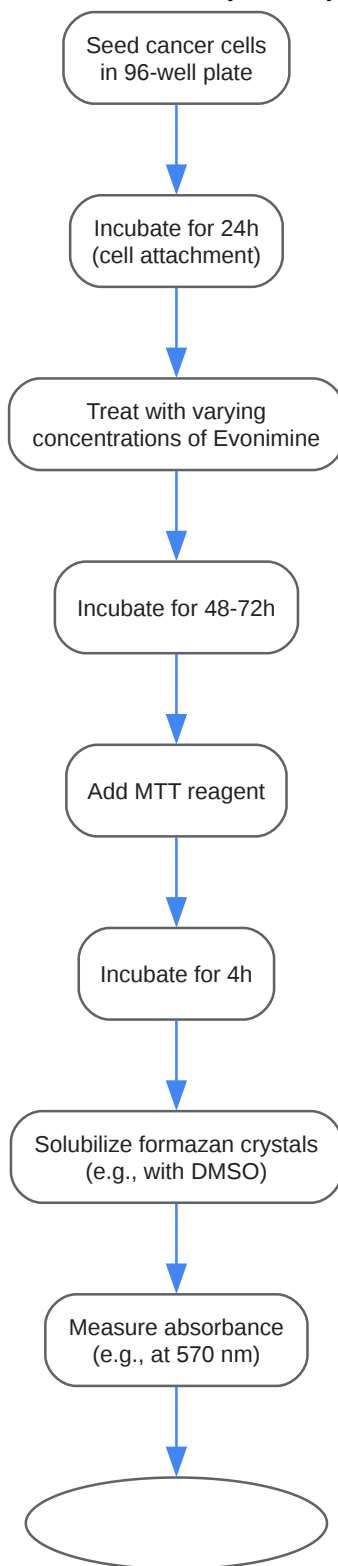 Seed cancer cells
in 96-well plate
Incubate for 24h
(cell attachment)
Treat with varying
concentrations of Evonimine
Incubate for 48-72h
Add MTT reagent
Incubate for 4h
Solubilize formazan crystals
(e.g., with DMSO)
Measure absorbance
(e.g., at 570 nm)